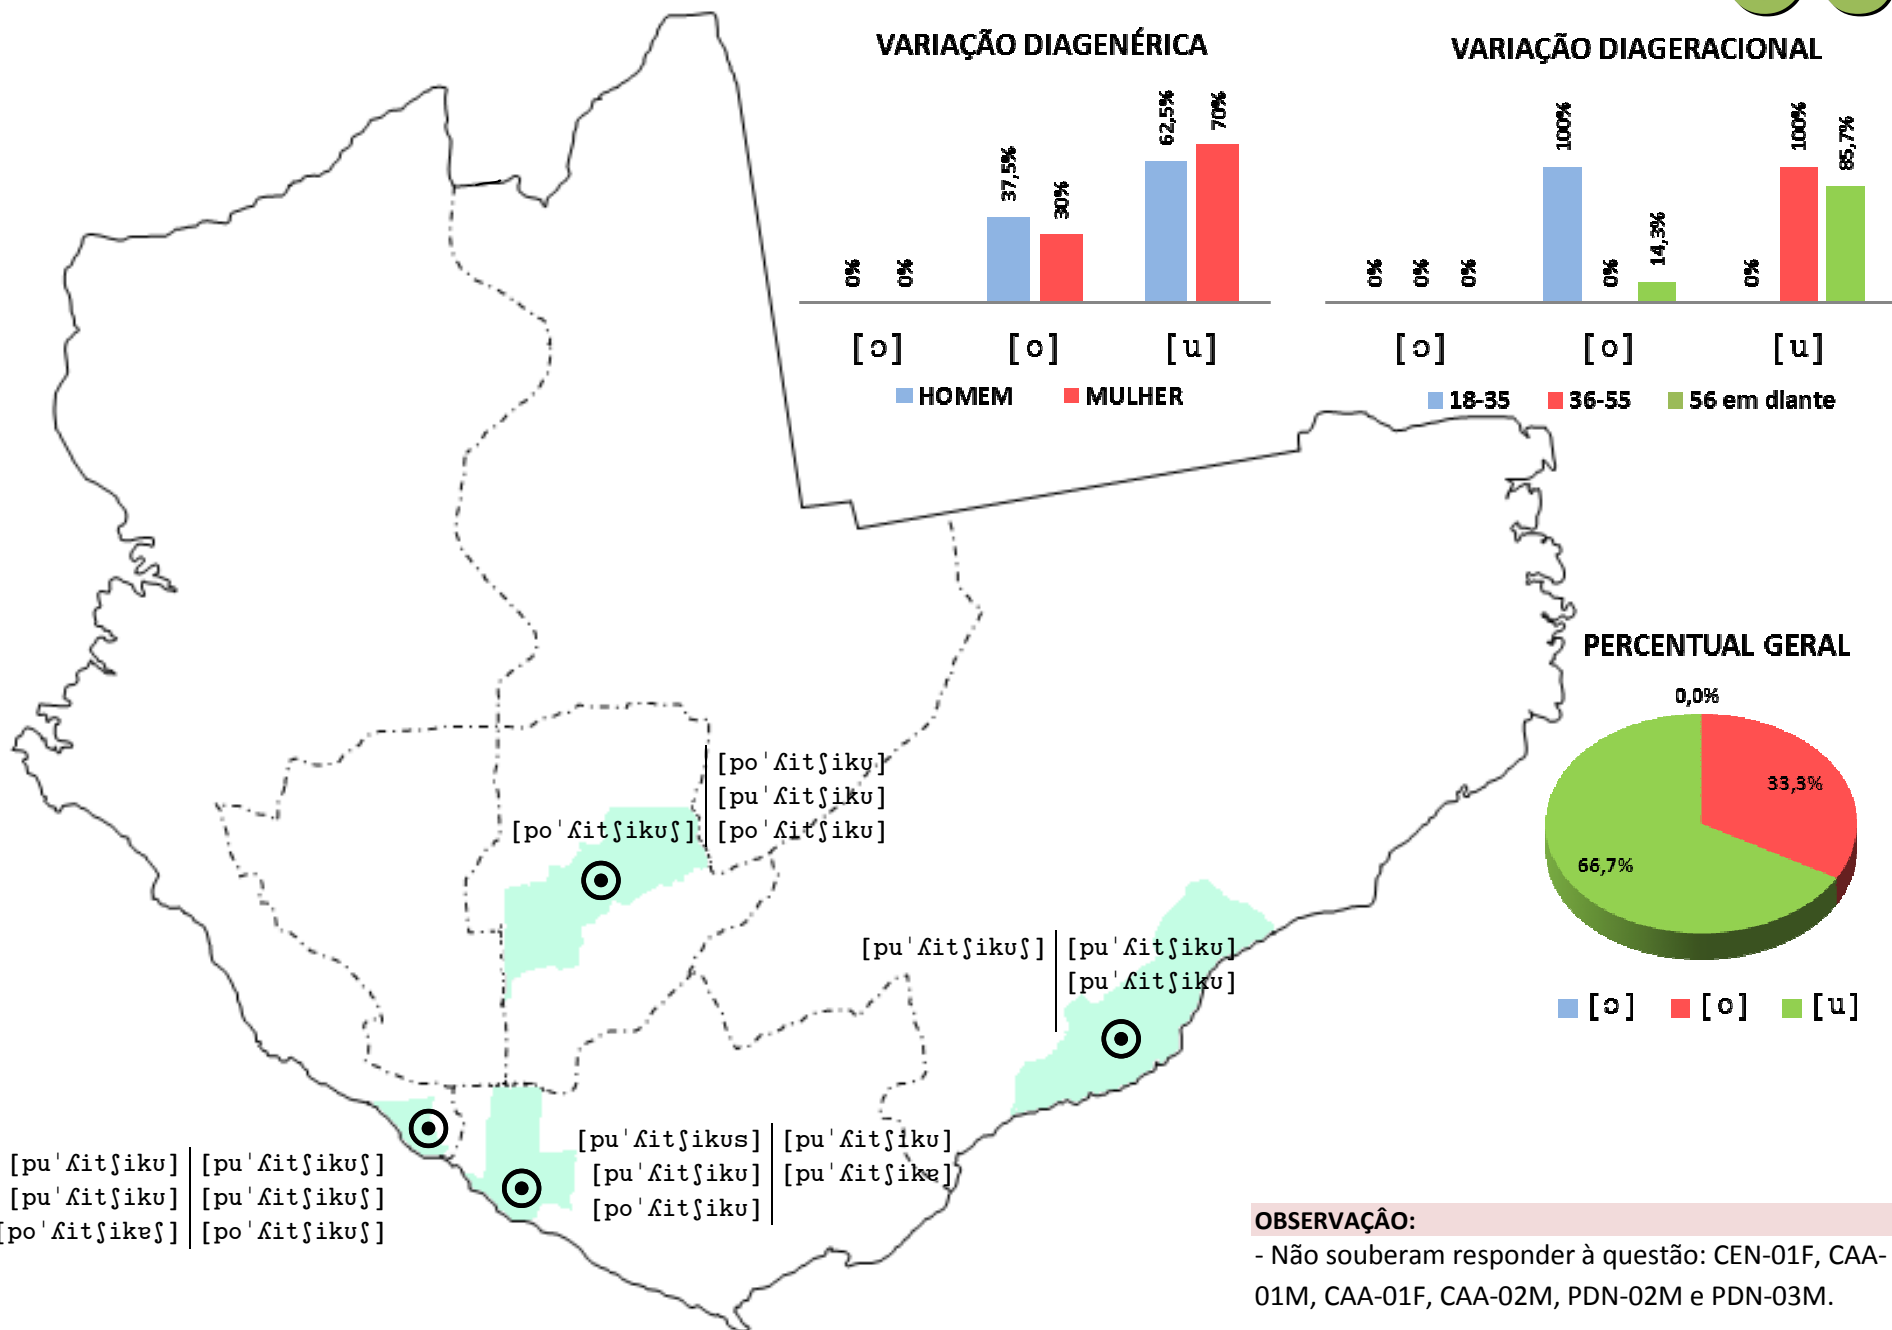 VARIAÇÃO DIAGENÉRICA
37,5%
30%
62,5%
70%
0%
0%
[ɔ] [o] [u]
HOMEM MULHER
VARIAÇÃO DIAGERACIONAL
100%
100%
85,7%
14,3%
0%
0%
0%
0%
0%
[ɔ] [o] [u]
18-35 36-55 56 em diante
PERCENTUAL GERAL
0,0%
33,3%
66,7%
[ɔ] [o] [u]
[poˈʎitʃikʊ]
[puˈʎitʃikʊ]
[poˈʎitʃikʊʃ] [poˈʎitʃikʊ]
[puˈʎitʃikʊʃ] [puˈʎitʃikʊ]
[puˈʎitʃikʊ]
[puˈʎitʃikʊs] [puˈʎitʃikʊ]
[puˈʎitʃikʊ] [puˈʎitʃikɐ]
[poˈʎitʃikʊ]
[puˈʎitʃikʊ] [puˈʎitʃikʊʃ]
[puˈʎitʃikʊ] [puˈʎitʃikʊʃ]
[poˈʎitʃikɐʃ] [poˈʎitʃikʊʃ]
OBSERVAÇÂO:
- Não souberam responder à questão: CEN-01F, CAA-
01M, CAA-01F, CAA-02M, PDN-02M e PDN-03M.